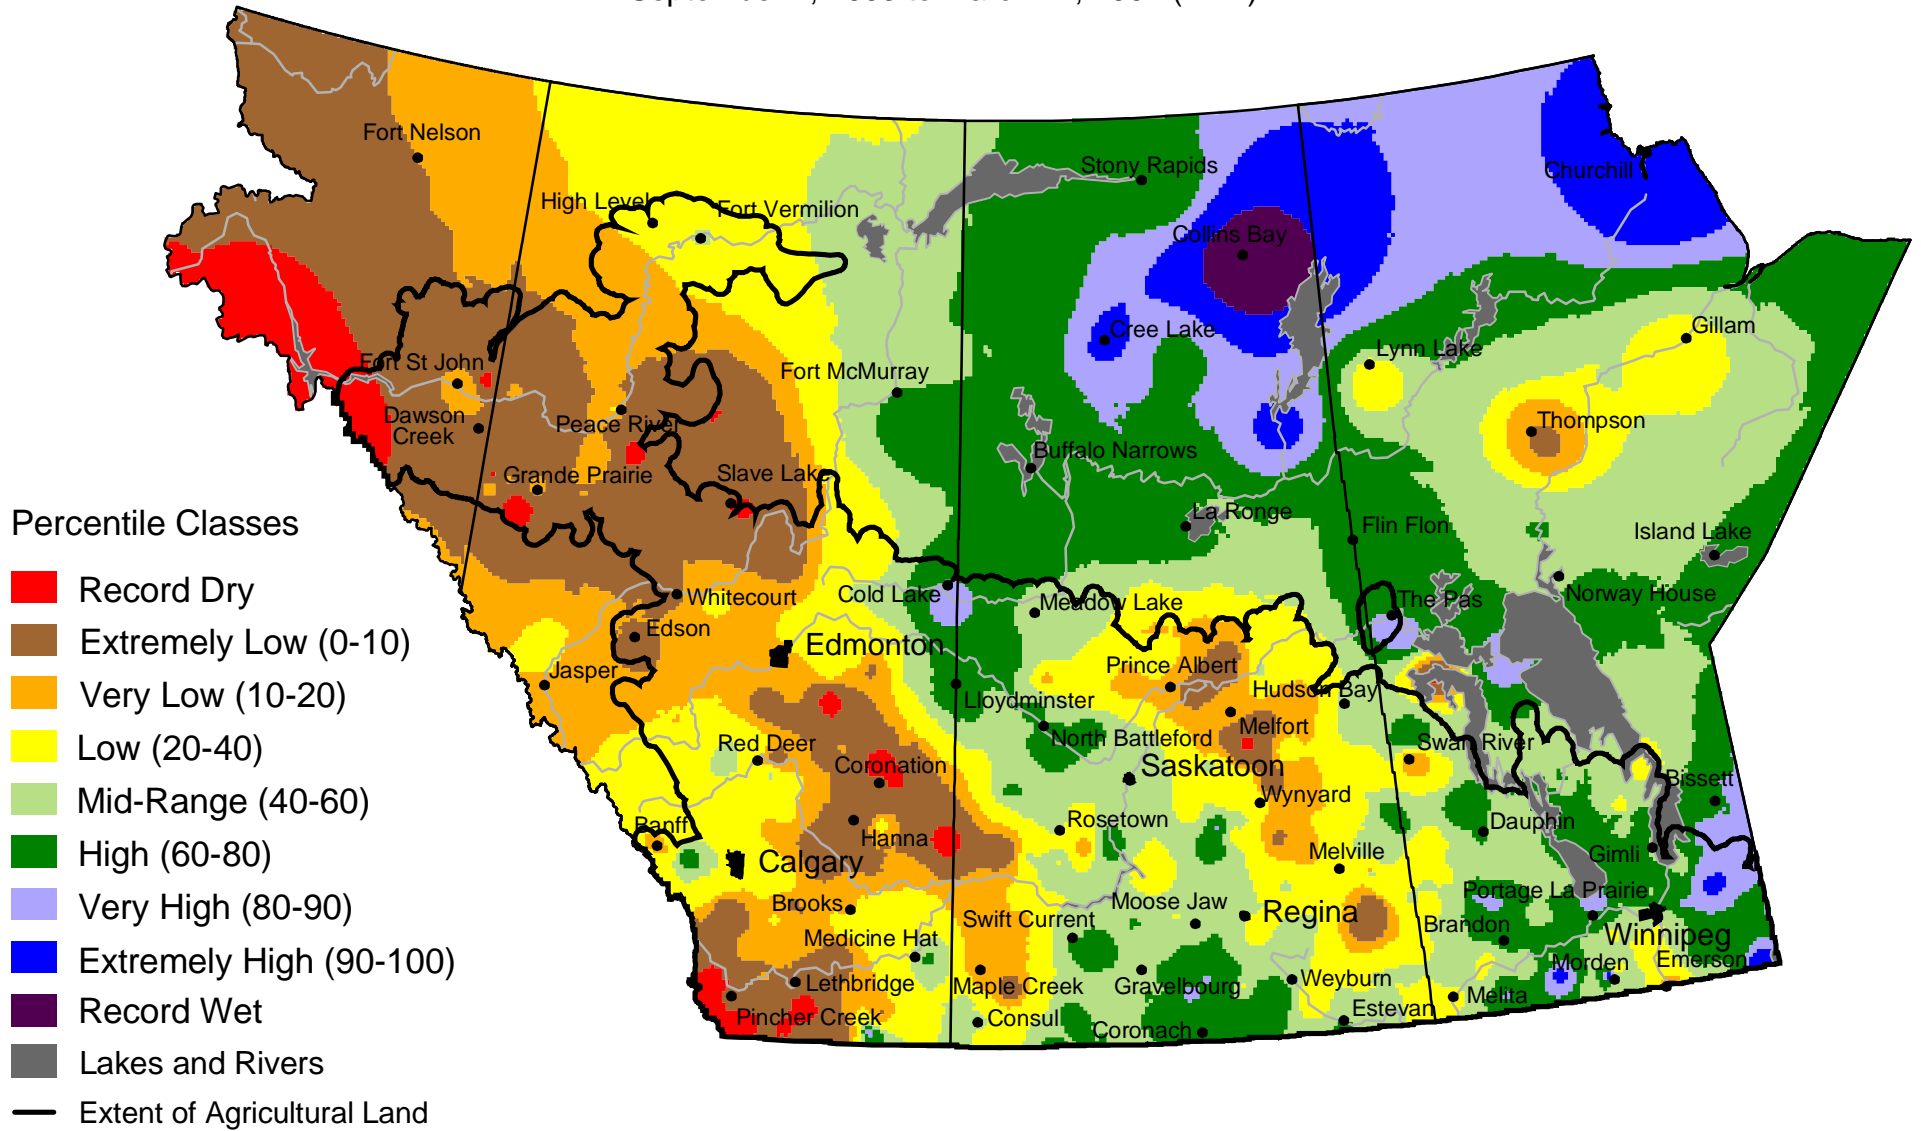 Fort Nelson
Stony Rapids
Churchill
High Level
Fort Vermilion
Collins Bay
Cree Lake
Gillam
Lynn Lake
Fort St John
Fort McMurray
Dawson
Creek
Peace River
Thompson
Buffalo Narrows
Grande Prairie
Slave Lake
La Ronge
Flin Flon
Island Lake
Percentile Classes
Record Dry
Extremely Low (0-10)
Very Low (10-20)
Low (20-40)
Mid-Range (40-60)
High (60-80)
Very High (80-90)
Extremely High (90-100)
Record Wet
Lakes and Rivers
Extent of Agricultural Land
Whitecourt
Cold Lake
Meadow Lake
The Pas
Norway House
Edson
Edmonton
Jasper
Prince Albert
Hudson Bay
Lloydminster
Melfort
North Battleford
Red Deer
Swan River
Coronation
Saskatoon
Bissett
Wynyard
Banff
Hanna
Rosetown
Dauphin
Calgary
Melville
Gimli
Brooks
Moose Jaw
Portage La Prairie
Swift Current
Regina
Brandon
Medicine Hat
Winnipeg
Morden
Emerson
Lethbridge
Maple Creek
Gravelbourg
Weyburn
Melita
Pincher Creek
Consul
Coronach
Estevan